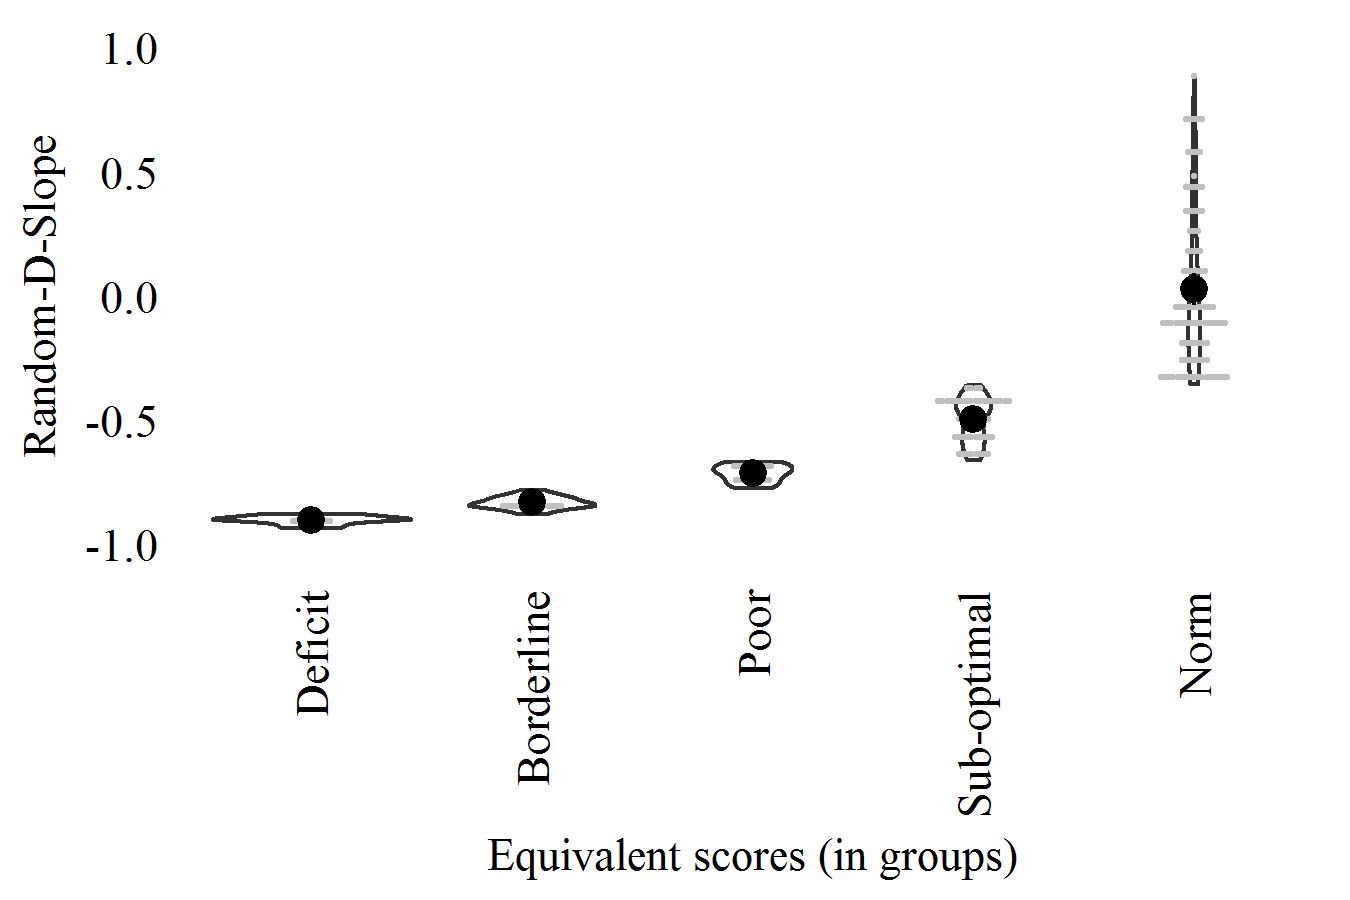 1.0
0.5
0.0
-0.5
-1.0
Random-D-Slope
Deficit
Borderline
Poor
Sub-optimal
Norm
Equivalent scores (in groups)